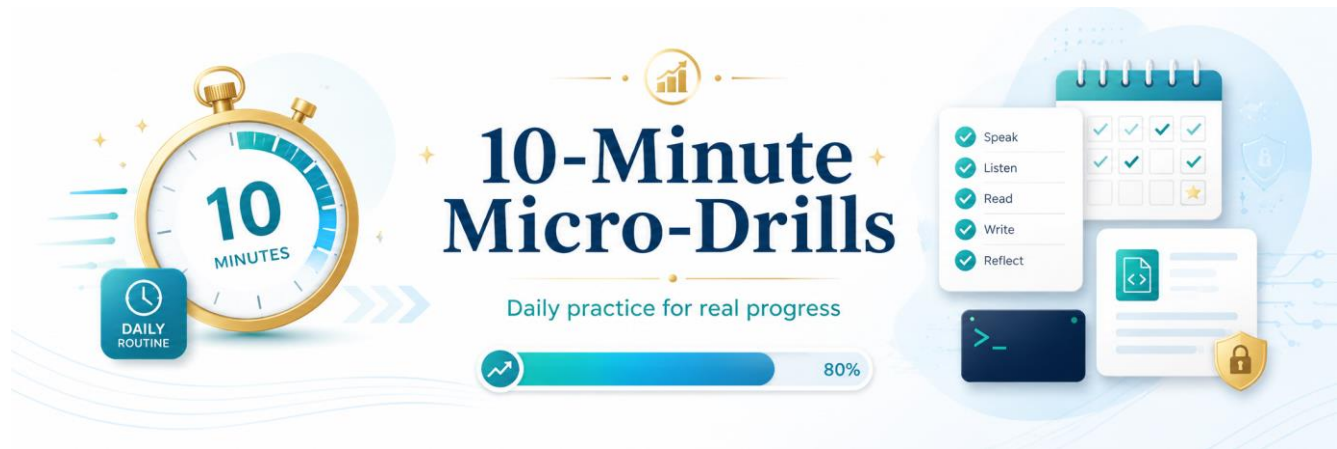 10
MINUTES
DAILY
ROUTINE
10-Minute
Micro-Drills
Daily practice for real progress
80%
Speak
Listen
Read
Write
Reflect
>_